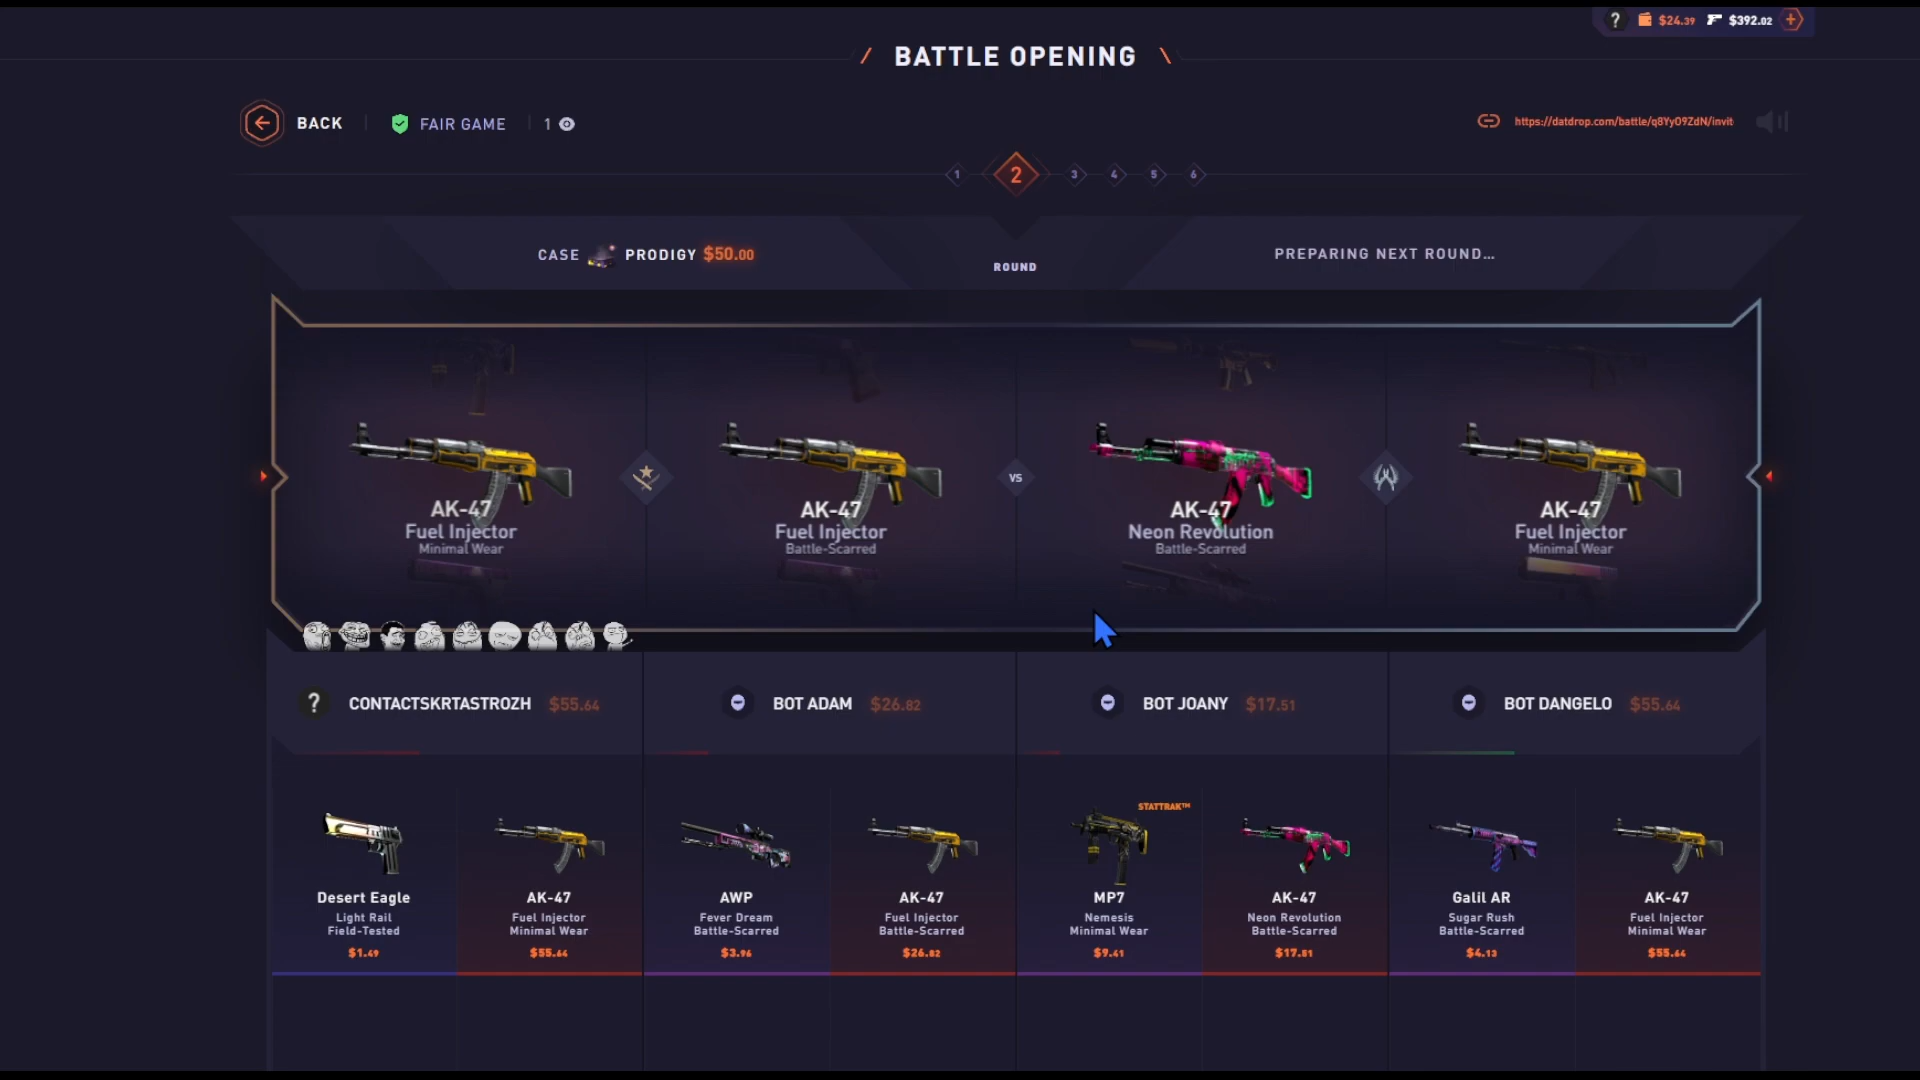 ? $24.39 $392.02
BATTLE OPENING
BACK
FAIR GAME
1
https://datdrop.com/battle/q8YyO9ZdN/invit
1 2 3 4 5 6
CASE PRODIGY $50.00
ROUND
PREPARING NEXT ROUND...
AK-47
Fuel Injector
Minimal Wear
AK-47
Fuel Injector
Battle-Scarred
VS
AK-47
Neon Revolution
Battle-Scarred
AK-47
Fuel Injector
Minimal Wear
? CONTACTSKRTASTROZH $55.64
BOT ADAM $26.82
BOT JOANY $17.51
BOT DANGELO $55.64
Desert Eagle
Light Rail
Field-Tested
$1.49
AK-47
Fuel Injector
Minimal Wear
$55.64
AWP
Fever Dream
Battle-Scarred
$3.96
AK-47
Fuel Injector
Battle-Scarred
$26.82
STATTRAK™
MP7
Nemesis
Minimal Wear
$9.41
AK-47
Neon Revolution
Battle-Scarred
$17.51
Galil AR
Sugar Rush
Battle-Scarred
$4.13
AK-47
Fuel Injector
Minimal Wear
$55.64